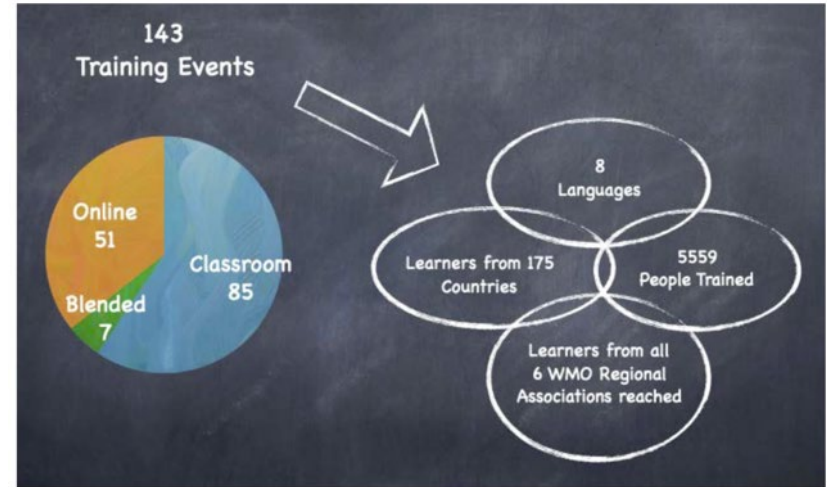 143
Training Events
Online
51
Classroom
85
Blended
7
8
Languages
Learners from 175
Countries
5559
People Trained
Learners from all
6 WMO Regional
Associations reached